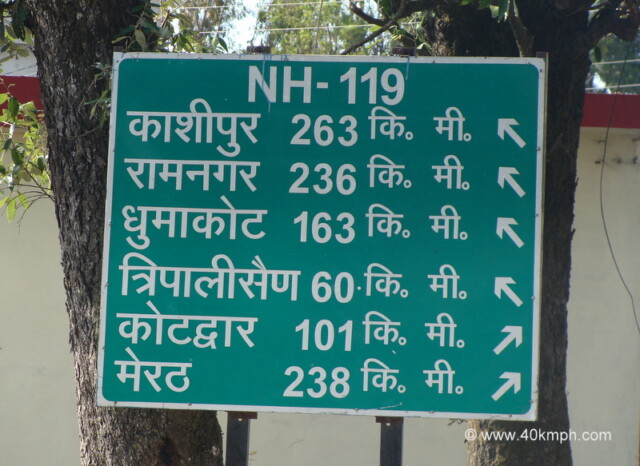 NH-119
काशीपुर 263 कि॰ मी॰ ↖
रामनगर 236 कि॰ मी॰ ↖
धुमाकोट 163 कि॰ मी॰ ↖
त्रिपालीसैण 60 कि॰ मी॰ ↖
कोटद्वार 101 कि॰ मी॰ ↗
मेरठ 238 कि॰ मी॰ ↗
© www.40kmph.com